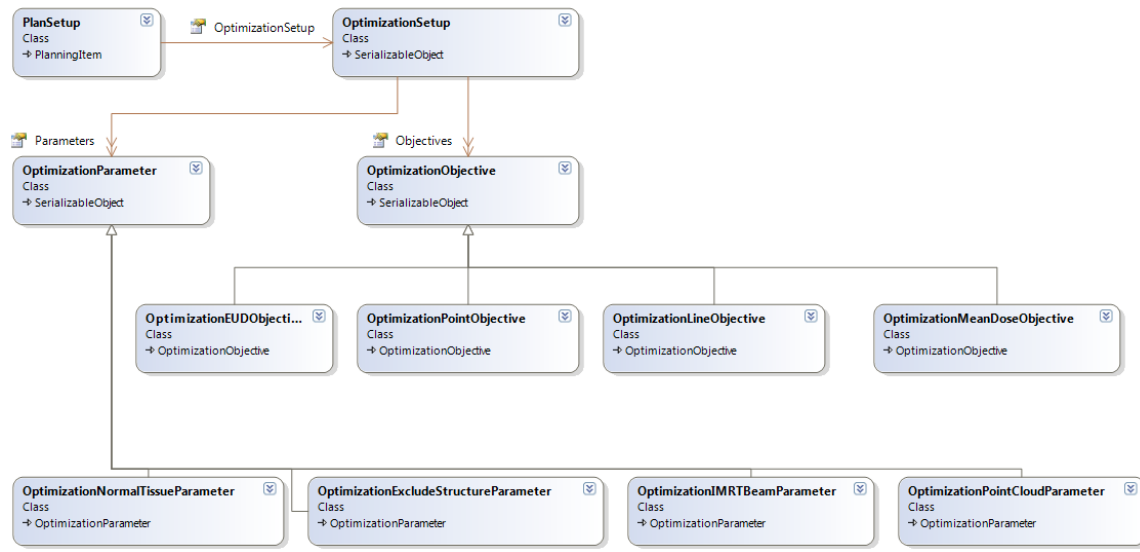 PlanSetup
Class
PlanningItem
OptimizationSetup
OptimizationSetup
Class
SerializableObject
Parameters
Objectives
OptimizationParameter
Class
SerializableObject
OptimizationObjective
Class
SerializableObject
OptimizationEUDObjecti...
Class
OptimizationObjective
OptimizationPointObjective
Class
OptimizationObjective
OptimizationLineObjective
Class
OptimizationObjective
OptimizationMeanDoseObjective
Class
OptimizationObjective
OptimizationNormalTissueParameter
Class
OptimizationParameter
OptimizationExcludeStructureParameter
Class
OptimizationParameter
OptimizationIMRTBeamParameter
Class
OptimizationParameter
OptimizationPointCloudParameter
Class
OptimizationParameter